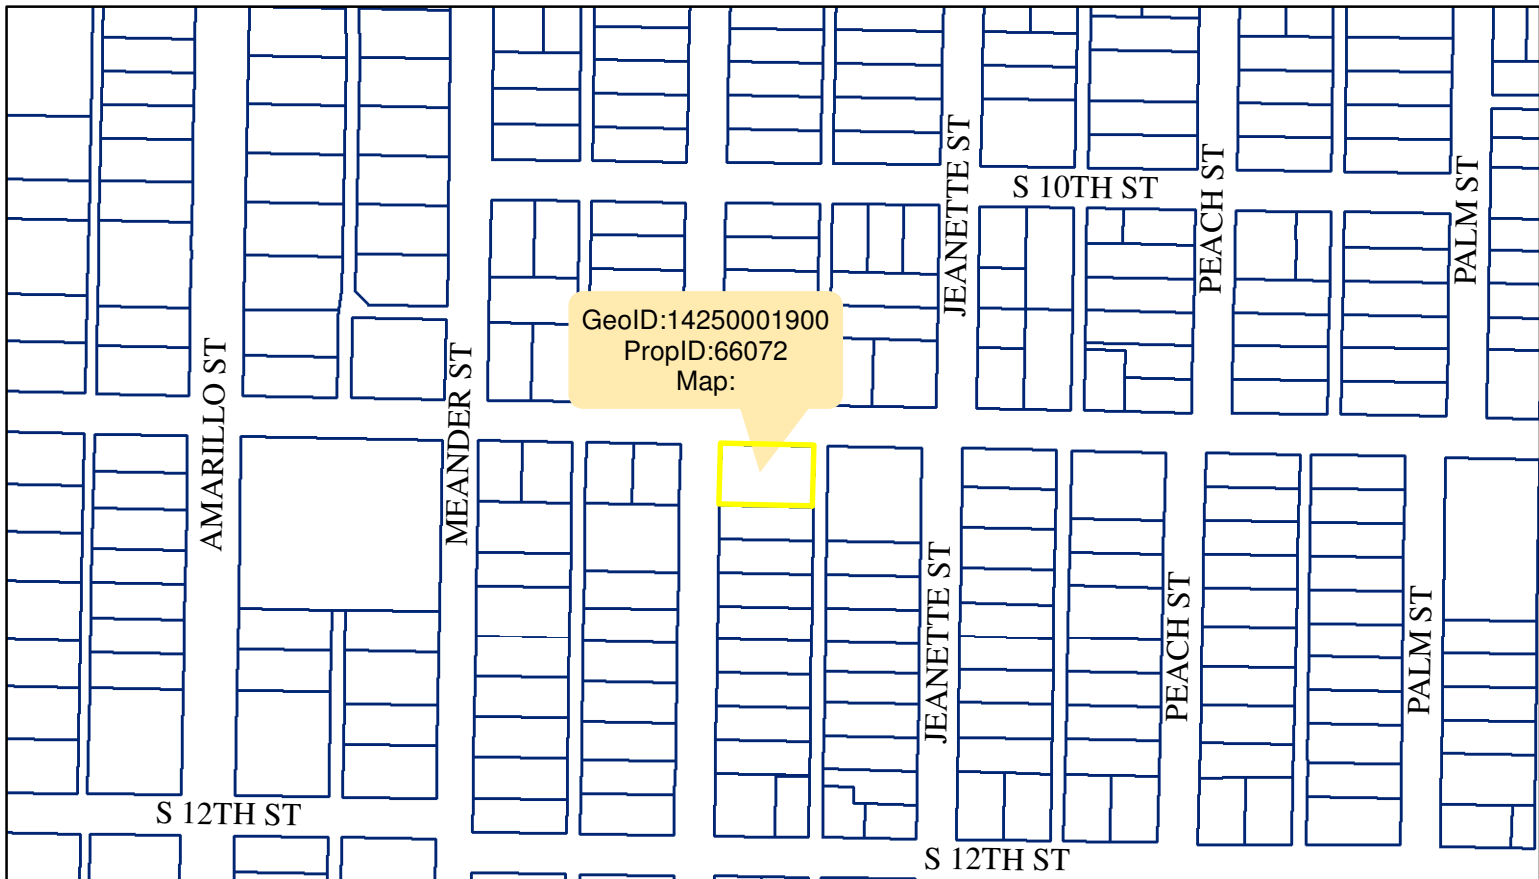 JEANETTE ST
S 10TH ST
PEACH ST
PALM ST
GeoID:14250001900
PropID:66072
Map:
AMARILLO ST
MEANDER ST
JEANETTE ST
PEACH ST
PALM ST
S 12TH ST
S 12TH ST